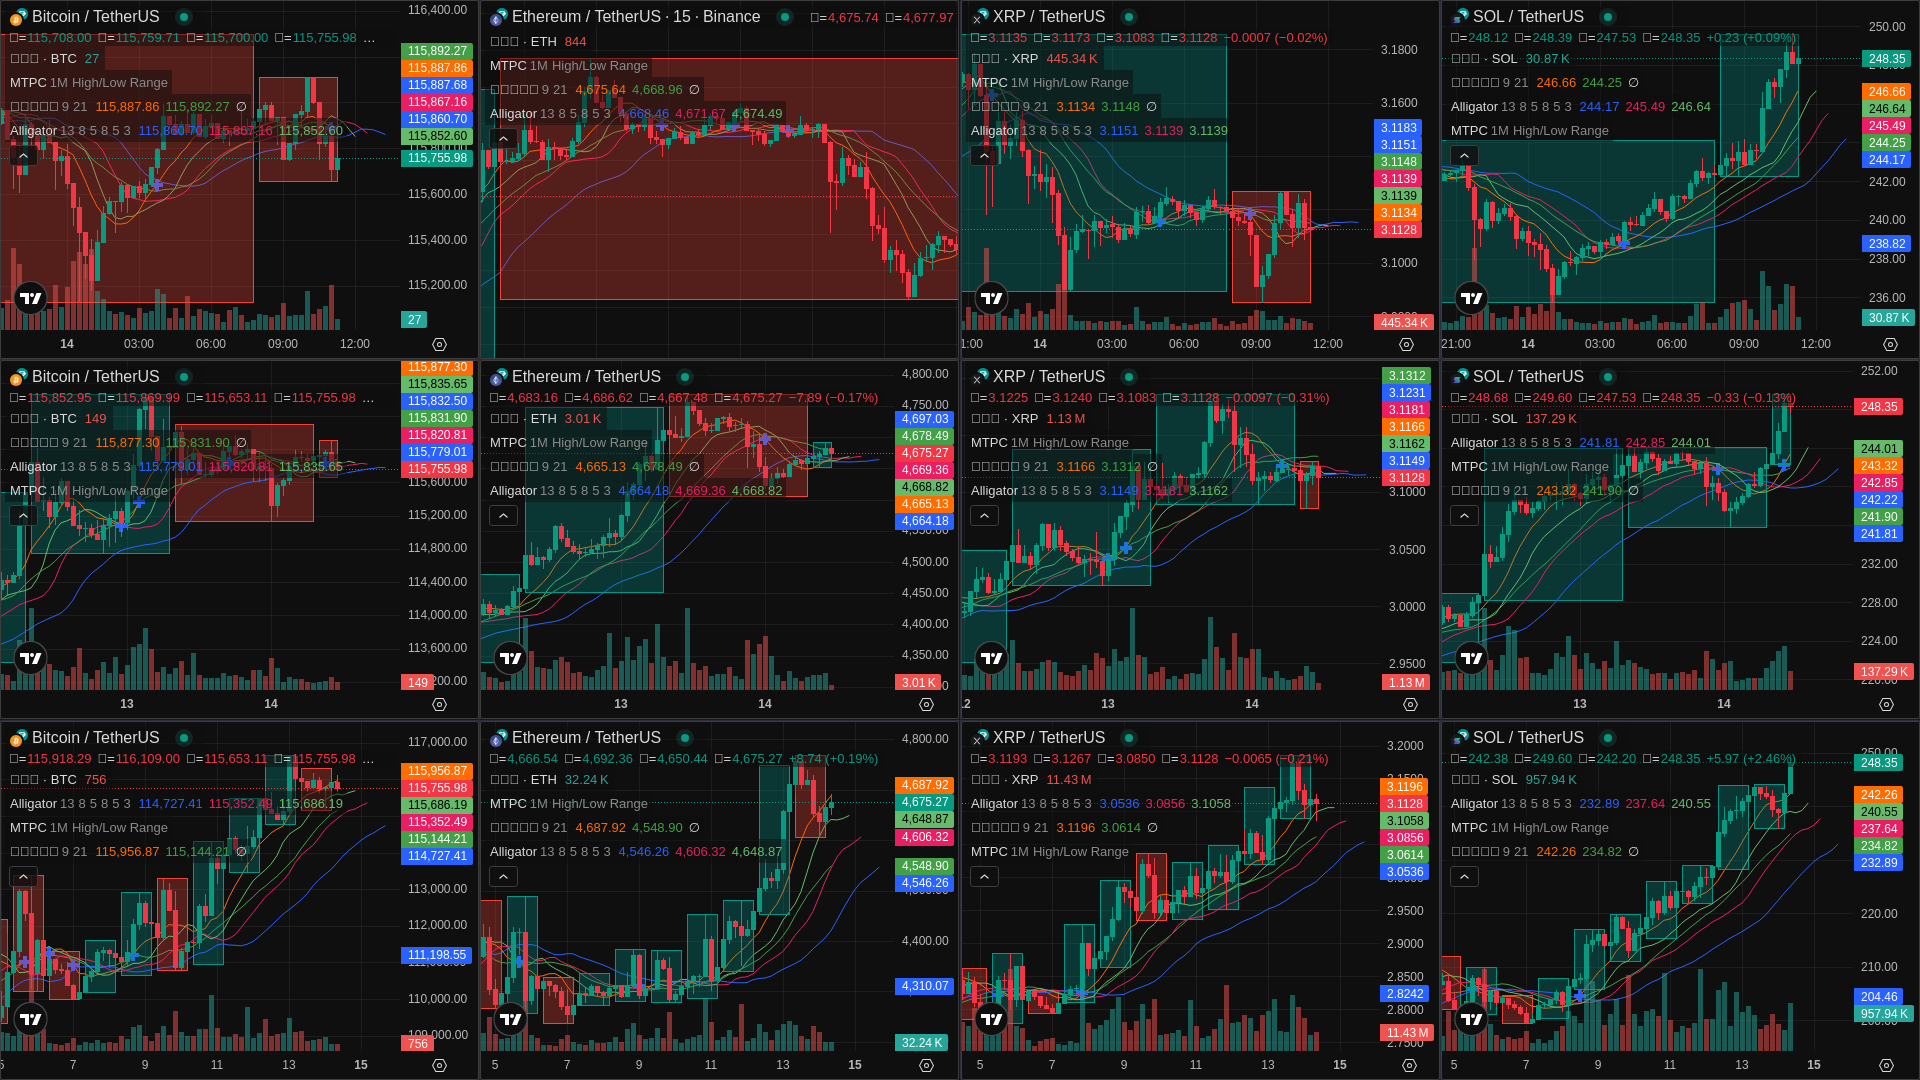 Bitcoin / TetherUS
□=115,708.00 □=115,759.71 □=115,700.00 □=115,755.98 ...
□□□ · BTC 27
MTPC 1M High/Low Range
□□□□□ 9 21 115,887.86 115,892.27 ∅
Alligator 13 8 5 8 5 3 115,860.70 115,867.16 115,852.60
116,400.00
115,892.27
115,887.86
115,887.68
115,867.16
115,860.70
115,852.60
115,755.98
115,600.00
115,400.00
115,200.00
27
14 03:00 06:00 09:00 12:00
Ethereum / TetherUS · 15 · Binance □=4,675.74 □=4,677.97
□□□ · ETH 844
MTPC 1M High/Low Range
□□□□□ 9 21 4,675.64 4,668.96 ∅
Alligator 13 8 5 8 5 3 4,668.46 4,671.67 4,674.49
XRP / TetherUS
□=3.1135 □=3.1173 □=3.1083 □=3.1128 −0.0007 (−0.02%)
□□□ · XRP 445.34 K
MTPC 1M High/Low Range
□□□□□ 9 21 3.1134 3.1148 ∅
Alligator 13 8 5 8 5 3 3.1151 3.1139 3.1139
3.1800
3.1600
3.1183
3.1151
3.1148
3.1139
3.1139
3.1134
3.1128
3.1000
445.34 K
1:00 14 03:00 06:00 09:00 12:00
SOL / TetherUS
□=248.12 □=248.39 □=247.53 □=248.35 +0.23 (+0.09%)
□□□ · SOL 30.87 K
□□□□□ 9 21 246.66 244.25 ∅
Alligator 13 8 5 8 5 3 244.17 245.49 246.64
MTPC 1M High/Low Range
250.00
248.35
246.66
246.64
245.49
244.25
244.17
242.00
240.00
238.82
238.00
236.00
30.87 K
21:00 14 03:00 06:00 09:00 12:00
Bitcoin / TetherUS
□=115,852.95 □=115,869.99 □=115,653.11 □=115,755.98 ...
□□□ · BTC 149
□□□□□ 9 21 115,877.30 115,831.90 ∅
Alligator 13 8 5 8 5 3 115,779.01 115,820.81 115,835.65
MTPC 1M High/Low Range
115,877.30
115,835.65
115,832.50
115,831.90
115,820.81
115,779.01
115,755.98
115,600.00
115,200.00
114,800.00
114,400.00
114,000.00
113,600.00
149
13 14
Ethereum / TetherUS
□=4,683.16 □=4,686.62 □=4,667.48 □=4,675.27 −7.89 (−0.17%)
□□□ · ETH 3.01 K
MTPC 1M High/Low Range
□□□□□ 9 21 4,665.13 4,678.49 ∅
Alligator 13 8 5 8 5 3 4,664.18 4,669.36 4,668.82
4,800.00
4,750.00
4,697.03
4,678.49
4,675.27
4,669.36
4,668.82
4,665.13
4,664.18
4,550.00
4,500.00
4,450.00
4,400.00
4,350.00
3.01 K
13 14
XRP / TetherUS
□=3.1225 □=3.1240 □=3.1083 □=3.1128 −0.0097 (−0.31%)
□□□ · XRP 1.13 M
MTPC 1M High/Low Range
□□□□□ 9 21 3.1166 3.1312 ∅
Alligator 13 8 5 8 5 3 3.1149 3.1181 3.1162
3.1312
3.1231
3.1181
3.1166
3.1162
3.1149
3.1128
3.1000
3.0500
3.0000
2.9500
1.13 M
2 13 14
SOL / TetherUS
□=248.68 □=249.60 □=247.53 □=248.35 −0.33 (−0.13%)
□□□ · SOL 137.29 K
Alligator 13 8 5 8 5 3 241.81 242.85 244.01
MTPC 1M High/Low Range
□□□□□ 9 21 243.32 241.90 ∅
252.00
248.35
244.01
243.32
242.85
242.22
241.90
241.81
232.00
228.00
224.00
137.29 K
13 14
Bitcoin / TetherUS
□=115,918.29 □=116,109.00 □=115,653.11 □=115,755.98 ...
□□□ · BTC 756
Alligator 13 8 5 8 5 3 114,727.41 115,352.49 115,686.19
MTPC 1M High/Low Range
□□□□□ 9 21 115,956.87 115,144.21 ∅
117,000.00
115,956.87
115,755.98
115,686.19
115,352.49
115,144.21
114,727.41
113,000.00
112,000.00
111,198.55
110,000.00
109,000.00
756
5 7 9 11 13 15
Ethereum / TetherUS
□=4,666.54 □=4,692.36 □=4,650.44 □=4,675.27 +8.74 (+0.19%)
□□□ · ETH 32.24 K
MTPC 1M High/Low Range
□□□□□ 9 21 4,687.92 4,548.90 ∅
Alligator 13 8 5 8 5 3 4,546.26 4,606.32 4,648.87
4,800.00
4,687.92
4,675.27
4,648.87
4,606.32
4,548.90
4,546.26
4,400.00
4,310.07
32.24 K
5 7 9 11 13 15
XRP / TetherUS
□=3.1193 □=3.1267 □=3.0850 □=3.1128 −0.0065 (−0.21%)
□□□ · XRP 11.43 M
Alligator 13 8 5 8 5 3 3.0536 3.0856 3.1058
□□□□□ 9 21 3.1196 3.0614 ∅
MTPC 1M High/Low Range
3.2000
3.1196
3.1128
3.1058
3.0856
3.0614
3.0536
2.9500
2.9000
2.8500
2.8242
2.8000
11.43 M
2.7500
5 7 9 11 13 15
SOL / TetherUS
□=242.38 □=249.60 □=242.20 □=248.35 +5.97 (+2.46%)
□□□ · SOL 957.94 K
Alligator 13 8 5 8 5 3 232.89 237.64 240.55
MTPC 1M High/Low Range
□□□□□ 9 21 242.26 234.82 ∅
250.00
248.35
242.26
240.55
237.64
234.82
232.89
220.00
210.00
204.46
957.94 K
5 7 9 11 13 15